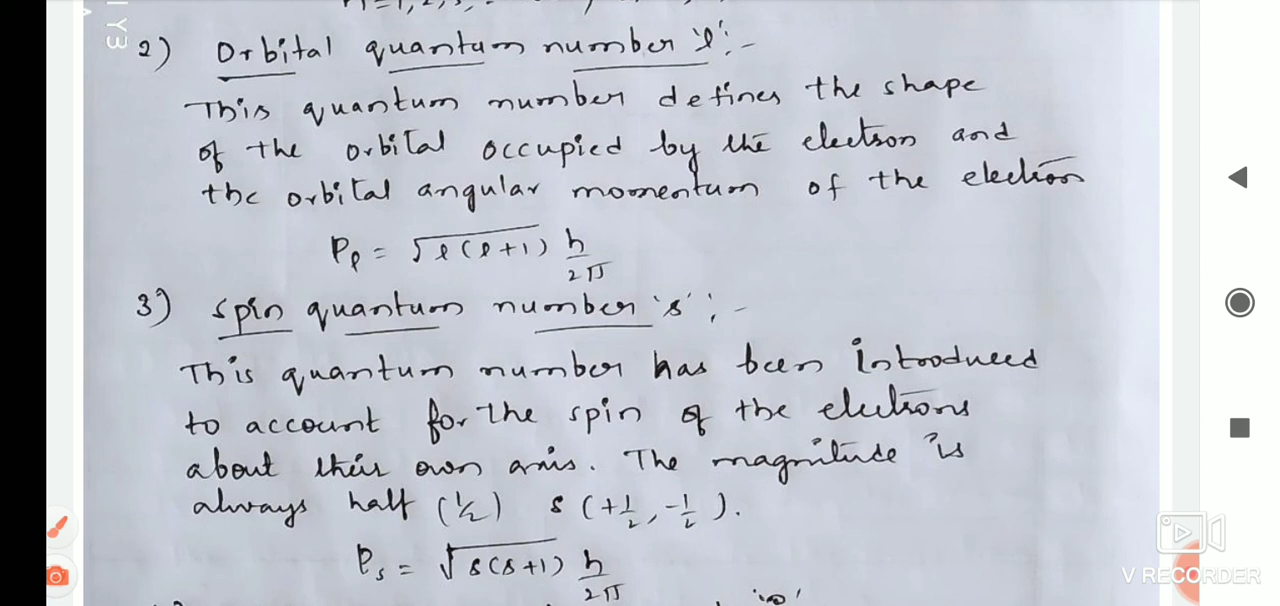 n=1, 2, 3,
2) Orbital quantum number 'l' :-
This quantum number defines the shape
of the orbital occupied by the electron and
the orbital angular momentum of the electron
Pl = √l(l+1) h/2π
3) Spin quantum number 's' :-
This quantum number has been introduced
to account for the spin of the electrons
about their own axis. The magnitude is
always half (1/2) s (+1/2, -1/2).
Ps = √s(s+1) h/2π
V RECORDER